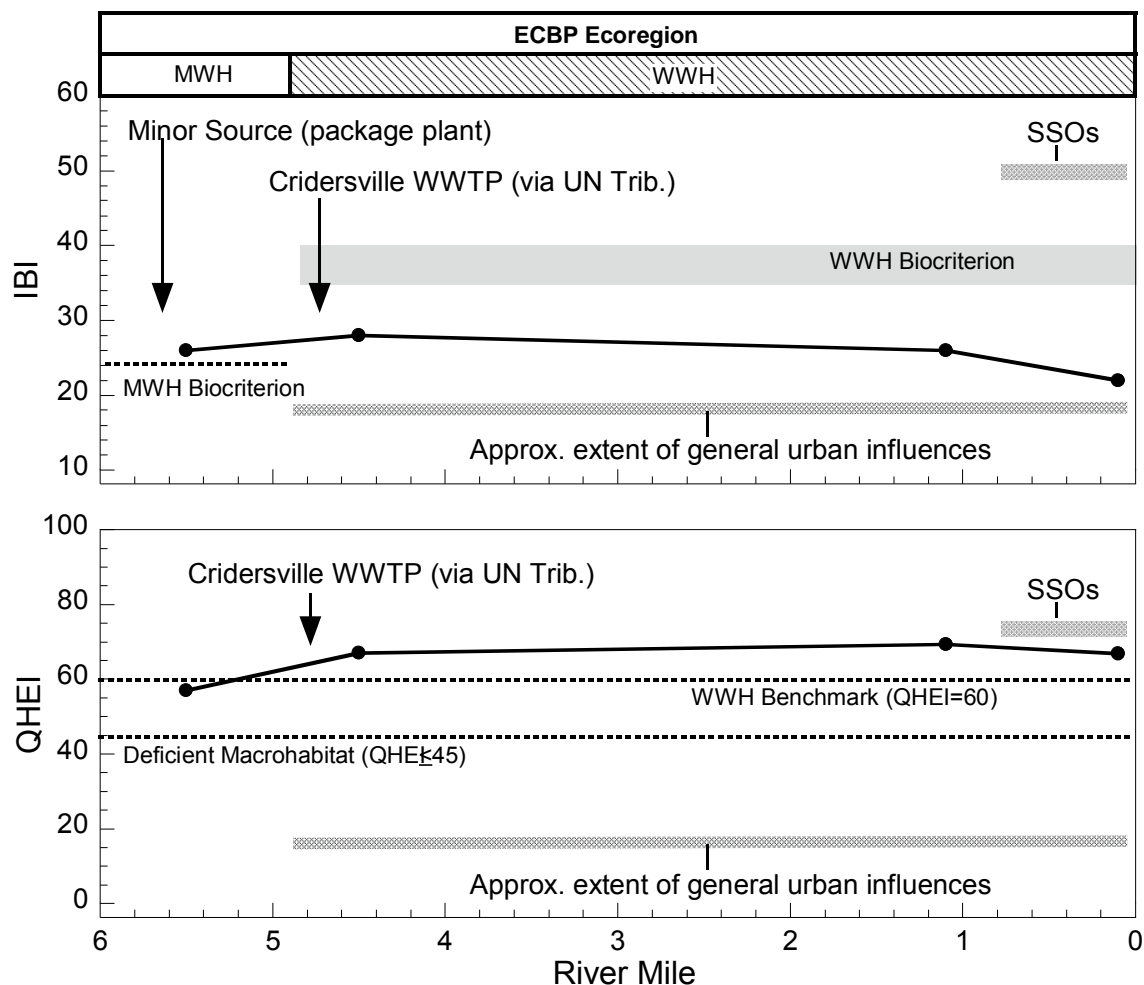 ECBP Ecoregion
MWH
WWH
60
50
40
30
20
10
IBI
Minor Source (package plant)
SSOs
Cridersville WWTP (via UN Trib.)
WWH Biocriterion
MWH Biocriterion
Approx. extent of general urban influences
100
80
60
40
20
0
QHEI
Cridersville WWTP (via UN Trib.)
SSOs
WWH Benchmark (QHEI=60)
Deficient Macrohabitat (QHEI≤45)
Approx. extent of general urban influences
6 5 4 3 2 1 0
River Mile